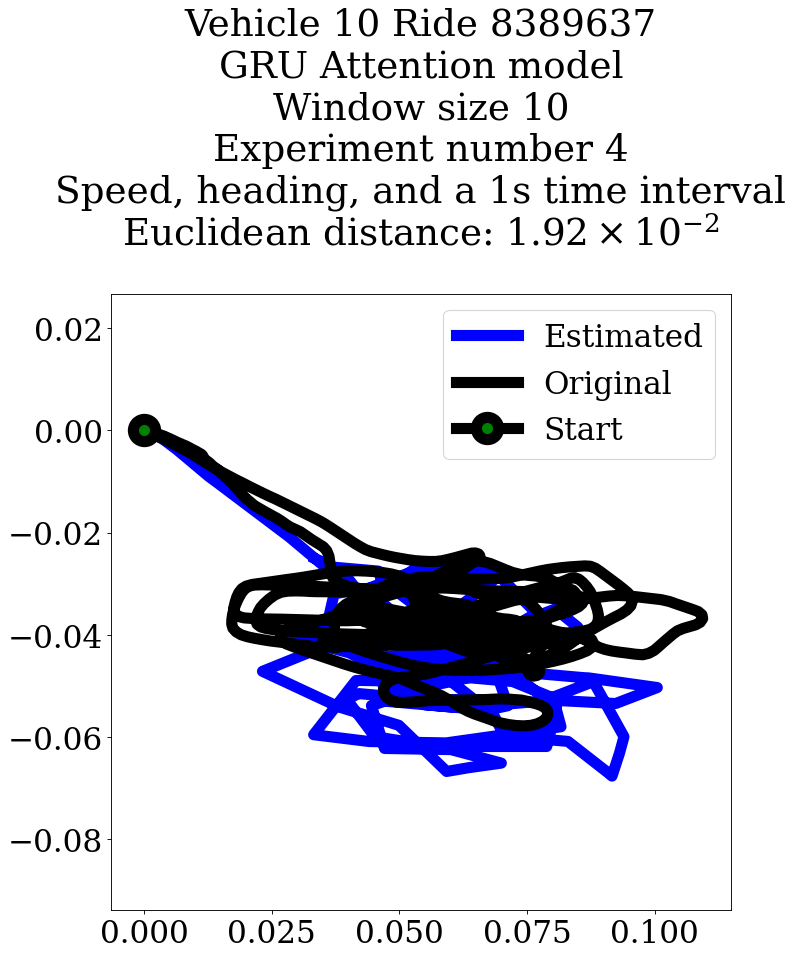 Vehicle 10 Ride 8389637
GRU Attention model
Window size 10
Experiment number 4
Speed, heading, and a 1s time interval
Euclidean distance: 1.92 × 10⁻²
Estimated
Original
Start
0.02
0.00
−0.02
−0.04
−0.06
−0.08
0.000 0.025 0.050 0.075 0.100